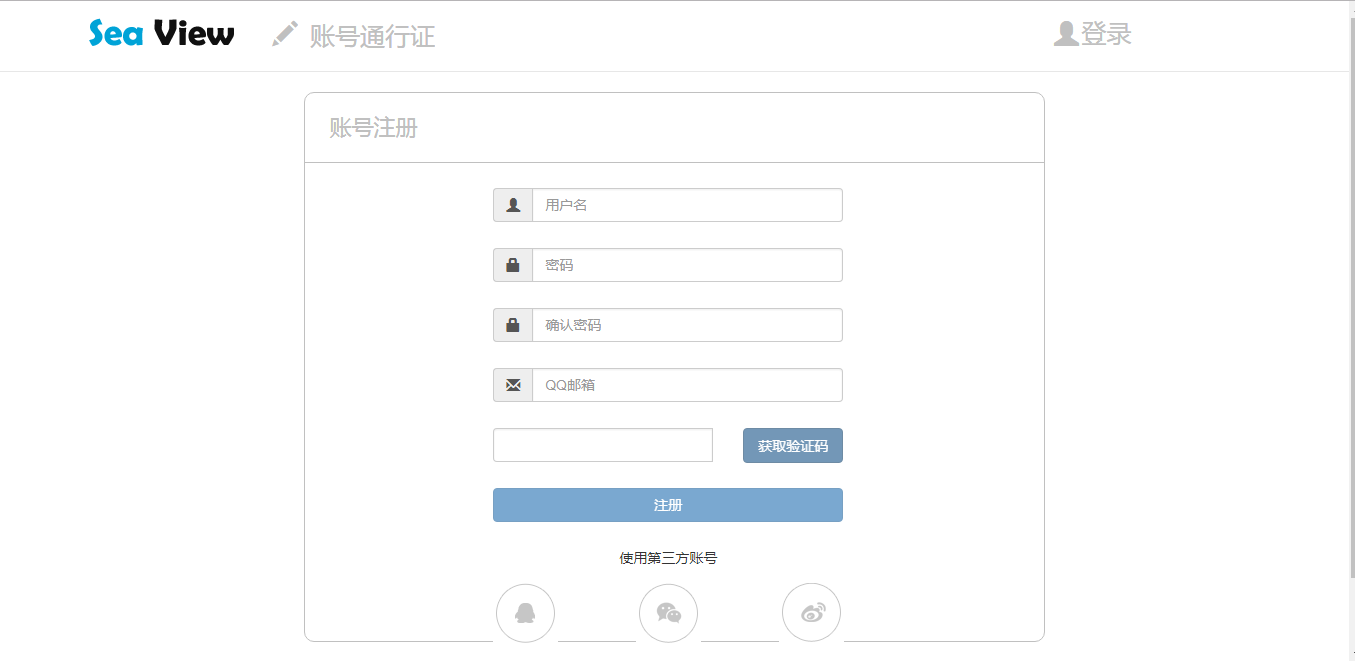 Sea View 账号通行证 登录
账号注册
用户名
密码
确认密码
QQ邮箱
获取验证码
注册
使用第三方账号